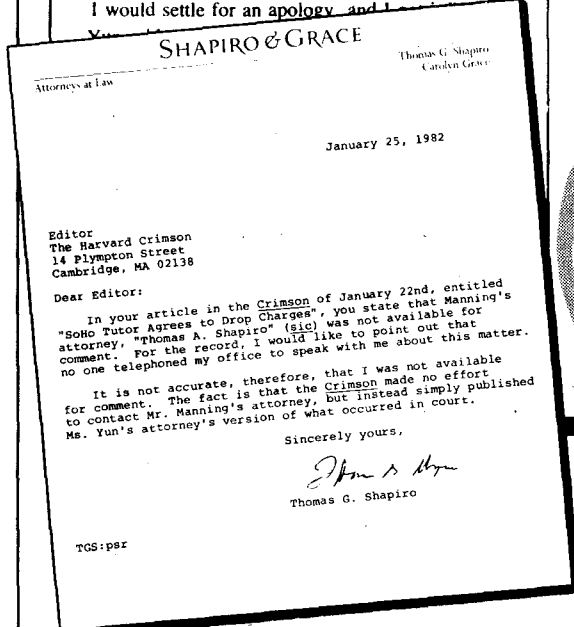 I would settle for an apology, and I
SHAPIRO & GRACE
Attorneys at Law
Thomas G. Shapiro
Carolyn Grace
January 25, 1982
Editor
The Harvard Crimson
14 Plympton Street
Cambridge, MA 02138
Dear Editor:
In your article in the Crimson of January 22nd, entitled
"SoHo Tutor Agrees to Drop Charges", you state that Manning's
attorney, "Thomas A. Shapiro" (sic) was not available for
comment. For the record, I would like to point out that
no one telephoned my office to speak with me about this matter.
It is not accurate, therefore, that I was not available
for comment. The fact is that the Crimson made no effort
to contact Mr. Manning's attorney, but instead simply published
Ms. Yun's attorney's version of what occurred in court.
Sincerely yours,
Thomas G. Shapiro
TGS:psr